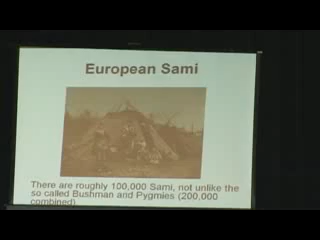 European Sami
There are roughly 100,000 Sami, not unlike the
so called Bushman and Pygmies (200,000
combined).